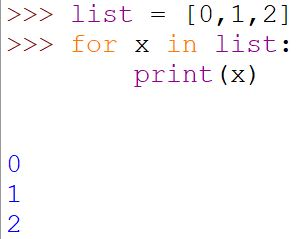 >>> list = [0,1,2]
>>> for x in list:
        print(x)
0
1
2